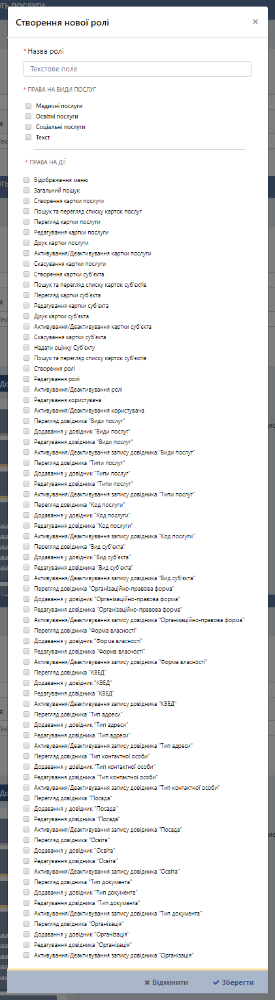 ПОСЛУГИ
Створення нової ролі ×
* Назва ролі
Текстове поле
* ПРАВА НА ВИДИ ПОСЛУГ
Медичні послуги
Освітні послуги
Соціальні послуги
Текст
* ПРАВА НА ДІЇ
Відображення меню
Загальний пошук
Створення картки послуги
Пошук та перегляд списку карток послуг
Перегляд картки послуги
Редагування картки послуги
Друк картки послуги
Активування/Деактивування картки послуги
Скасування картки послуги
Створення картки суб'єкта
Пошук та перегляд списку карток суб'єктів
Перегляд картки суб'єкта
Редагування картки суб'єкта
Друк картки суб'єкта
Активування/Деактивування картки суб'єкта
Скасування картки суб'єкта
Надати оцінку Суб'єкту
Пошук та перегляд списку карток суб'єктів
Створення ролі
Редагування ролі
Активування/Деактивування ролі
Редагування користувача
Активування/Деактивування користувача
Перегляд довідника "Види послуг"
Додавання у довідник "Види послуг"
Редагування довідника "Види послуг"
Активування/Деактивування запису довідника "Види послуг"
Перегляд довідника "Типи послуг"
Додавання у довідник "Типи послуг"
Редагування довідника "Типи послуг"
Активування/Деактивування запису довідника "Типи послуг"
Перегляд довідника "Код послуги"
Додавання у довідник "Код послуги"
Редагування довідника "Код послуги"
Активування/Деактивування запису довідника "Код послуги"
Перегляд довідника "Вид суб'єкта"
Додавання у довідник "Вид суб'єкта"
Редагування довідника "Вид суб'єкта"
Активування/Деактивування запису довідника "Вид суб'єкта"
Перегляд довідника "Організаційно-правова форма"
Додавання у довідник "Організаційно-правова форма"
Редагування довідника "Організаційно-правова форма"
Активування/Деактивування запису довідника "Організаційно-правова форма"
Перегляд довідника "Форма власності"
Додавання у довідник "Форма власності"
Редагування довідника "Форма власності"
Активування/Деактивування запису довідника "Форма власності"
Перегляд довідника "КВЕД"
Додавання у довідник "КВЕД"
Редагування довідника "КВЕД"
Активування/Деактивування запису довідника "КВЕД"
Перегляд довідника "Тип адреси"
Додавання у довідник "Тип адреси"
Редагування довідника "Тип адреси"
Активування/Деактивування запису довідника "Тип адреси"
Перегляд довідника "Тип контактної особи"
Додавання у довідник "Тип контактної особи"
Редагування довідника "Тип контактної особи"
Активування/Деактивування запису довідника "Тип контактної особи"
Перегляд довідника "Посада"
Додавання у довідник "Посада"
Редагування довідника "Посада"
Активування/Деактивування запису довідника "Посада"
Перегляд довідника "Освіта"
Додавання у довідник "Освіта"
Редагування довідника "Освіта"
Активування/Деактивування запису довідника "Освіта"
Перегляд довідника "Тип документа"
Додавання у довідник "Тип документа"
Редагування довідника "Тип документа"
Активування/Деактивування запису довідника "Тип документа"
Перегляд довідника "Організація"
Додавання у довідник "Організація"
Редагування довідника "Організація"
Активування/Деактивування запису довідника "Організація"
Відмінити Зберегти